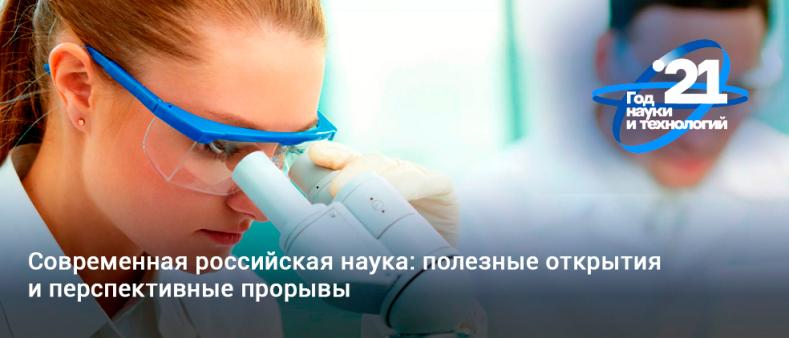 '21
Год
науки
и технологий
Современная российская наука: полезные открытия
и перспективные прорывы